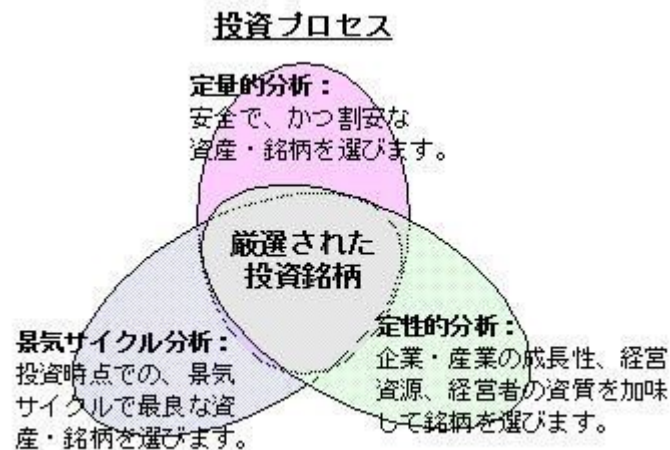 投資プロセス
定量的分析：
安全で、かつ割安な
資産・銘柄を選びます。
厳選された
投資銘柄
景気サイクル分析：
投資時点での、景気
サイクルで最良な資
産・銘柄を選びます。
定性的分析：
企業・産業の成長性、経営
資源、経営者の資質を加味
して銘柄を選びます。